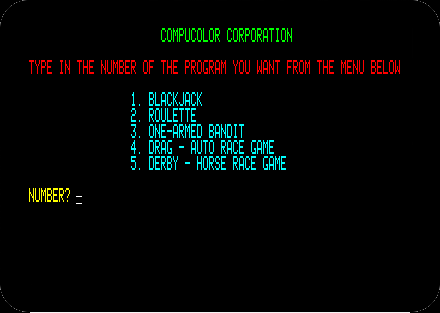 COMPUCOLOR CORPORATION
TYPE IN THE NUMBER OF THE PROGRAM YOU WANT FROM THE MENU BELOW
1. BLACKJACK
2. ROULETTE
3. ONE-ARMED BANDIT
4. DRAG - AUTO RACE GAME
5. DERBY - HORSE RACE GAME
NUMBER? _